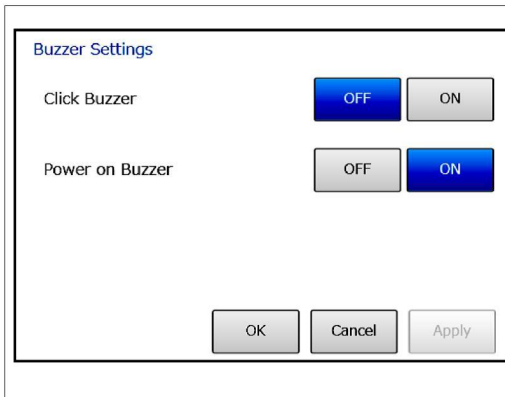 Buzzer Settings
Click Buzzer OFF ON
Power on Buzzer OFF ON
OK Cancel Apply